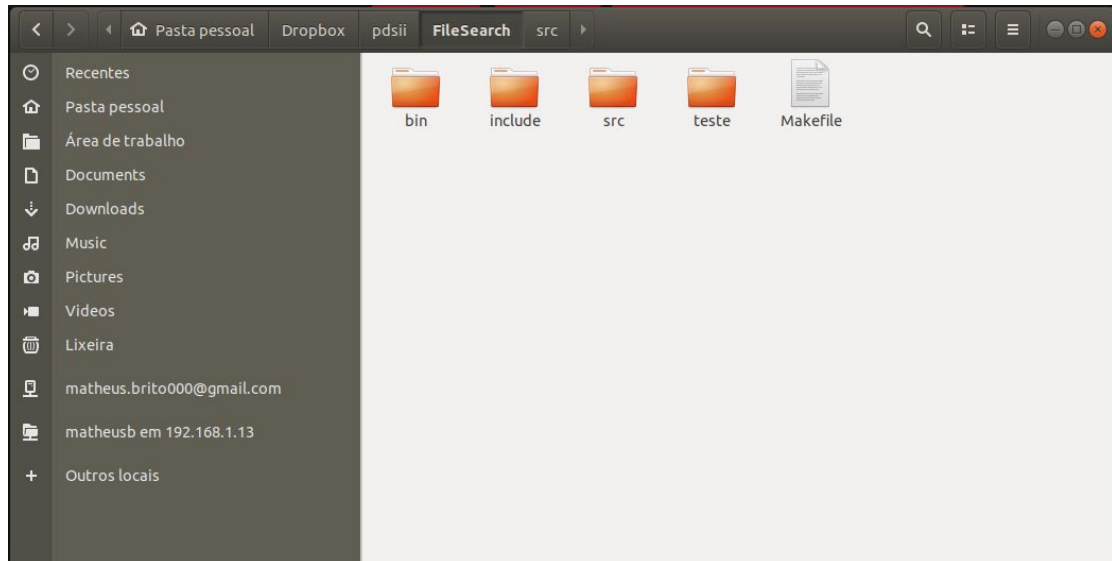 Pasta pessoal Dropbox pdsii FileSearch src
Recentes
Pasta pessoal
Área de trabalho
Documents
Downloads
Music
Pictures
Videos
Lixeira
matheus.brito000@gmail.com
matheusb em 192.168.1.13
Outros locais
bin include src teste Makefile